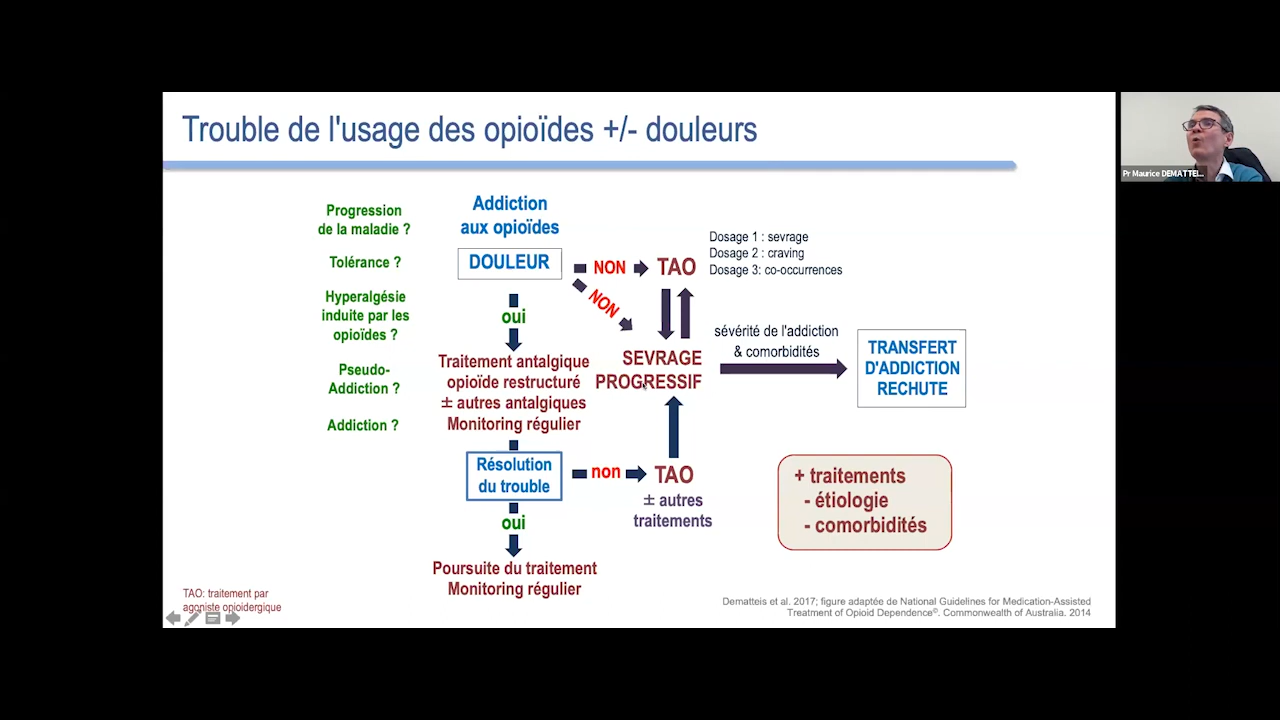 Trouble de l'usage des opioïdes +/- douleurs
Pr Maurice DEMATTEI...
Progression
de la maladie ?
Tolérance ?
Hyperalgésie
induite par les
opioïdes ?
Pseudo-
Addiction ?
Addiction ?
Addiction
aux opioïdes
DOULEUR
NON
TAO
Dosage 1 : sevrage
Dosage 2 : craving
Dosage 3: co-occurrences
NON
oui
Traitement antalgique
opioïde restructuré
± autres antalgiques
Monitoring régulier
SEVRAGE
PROGRESSIF
sévérité de l'addiction
& comorbidités
TRANSFERT
D'ADDICTION
RECHUTE
Résolution
du trouble
non
TAO
± autres
traitements
+ traitements
- étiologie
- comorbidités
oui
Poursuite du traitement
Monitoring régulier
TAO: traitement par
agoniste opioidergique
Dematteis et al. 2017; figure adaptée de National Guidelines for Medication-Assisted
Treatment of Opioid Dependence©. Commonwealth of Australia. 2014